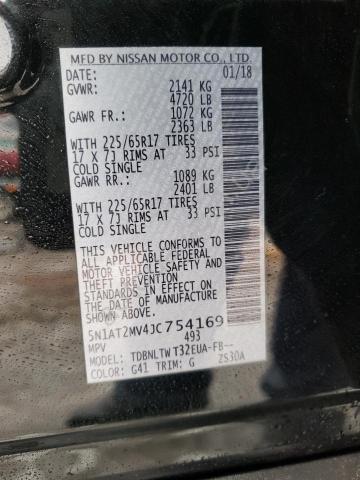 MFD BY NISSAN MOTOR CO., LTD.
DATE: 01/18
GVWR: 2141 KG
4720 LB
GAWR FR.: 1072 KG
2363 LB
WITH 225/65R17 TIRES
17 X 7J RIMS AT 33 PSI
COLD SINGLE
GAWR RR.: 1089 KG
2401 LB
WITH 225/65R17 TIRES
17 X 7J RIMS AT 33 PSI
COLD SINGLE
THIS VEHICLE CONFORMS TO
ALL APPLICABLE FEDERAL
MOTOR VEHICLE SAFETY
STANDARDS IN EFFECT ON
THE DATE OF MANUFACTURE
SHOWN ABOVE.
5N1AT2MV4JC754169
MPV 493
MODEL: TDBNLTW T32EUA-FB--
COLOR: G41 TRIM: G ZS30A